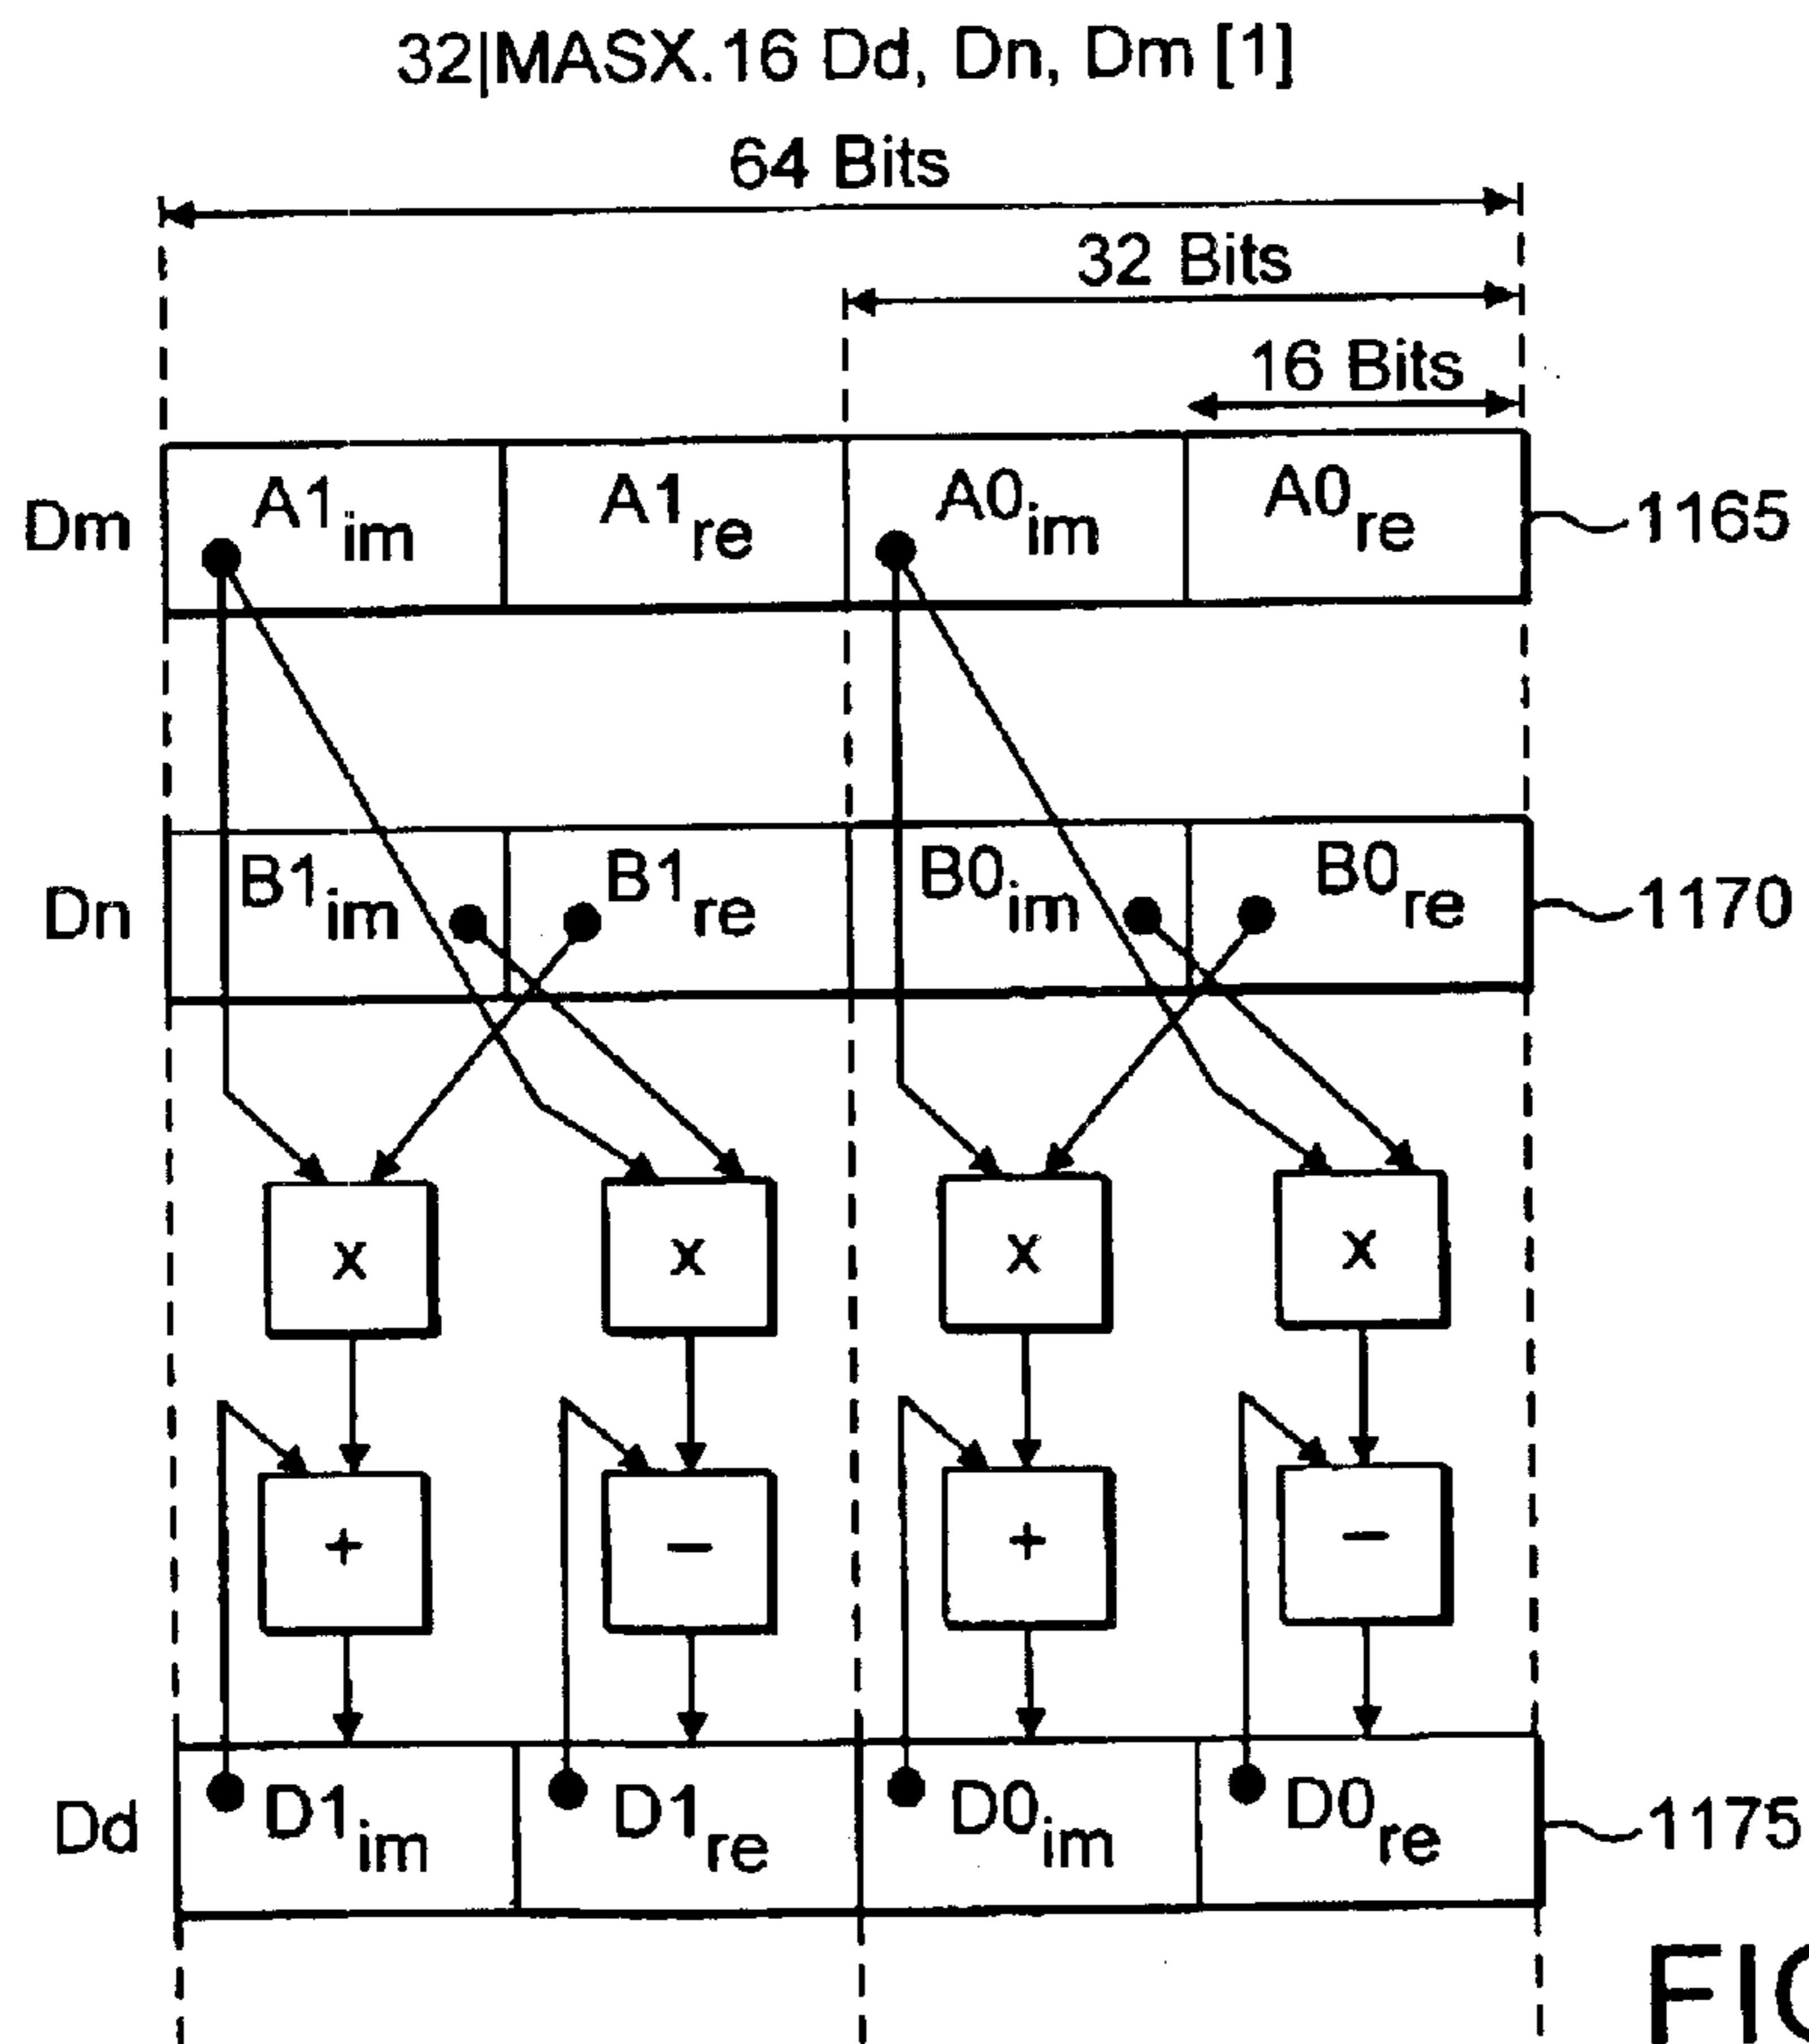 32|MASX.16 Dd, Dn, Dm [1]
64 Bits
32 Bits
16 Bits
Dm A1im A1re A0im A0re 1165
Dn B1im B1re B0im B0re 1170
x x x x
+ − + −
Dd D1im D1re D0im D0re 1175